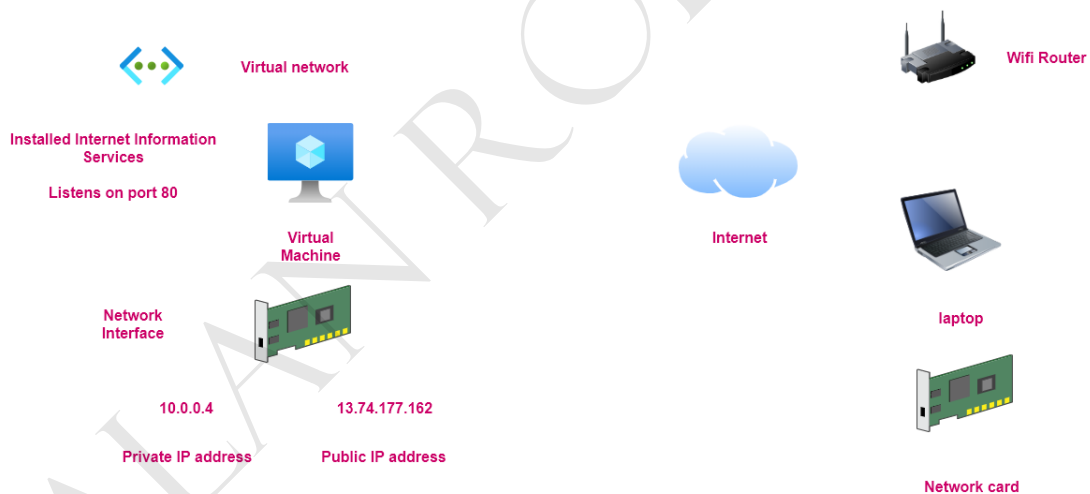 Virtual network
Wifi Router
Installed Internet Information
Services
Listens on port 80
Virtual
Machine
Internet
Network
Interface
laptop
10.0.0.4
13.74.177.162
Private IP address
Public IP address
Network card